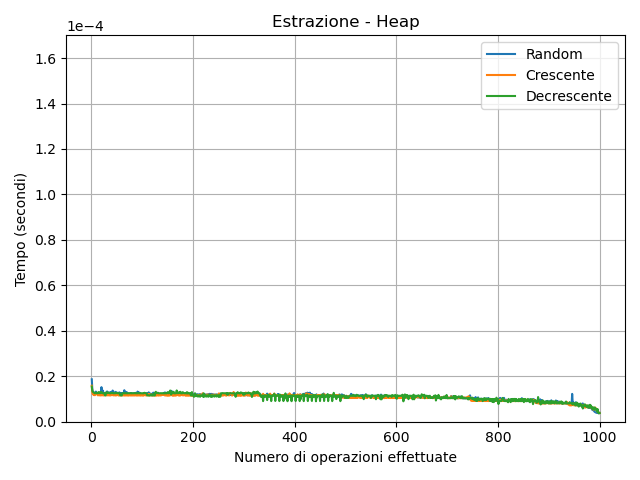 Estrazione - Heap
1e−4
1.6
1.4
1.2
1.0
0.8
0.6
0.4
0.2
0.0
Tempo (secondi)
Random
Crescente
Decrescente
0 200 400 600 800 1000
Numero di operazioni effettuate